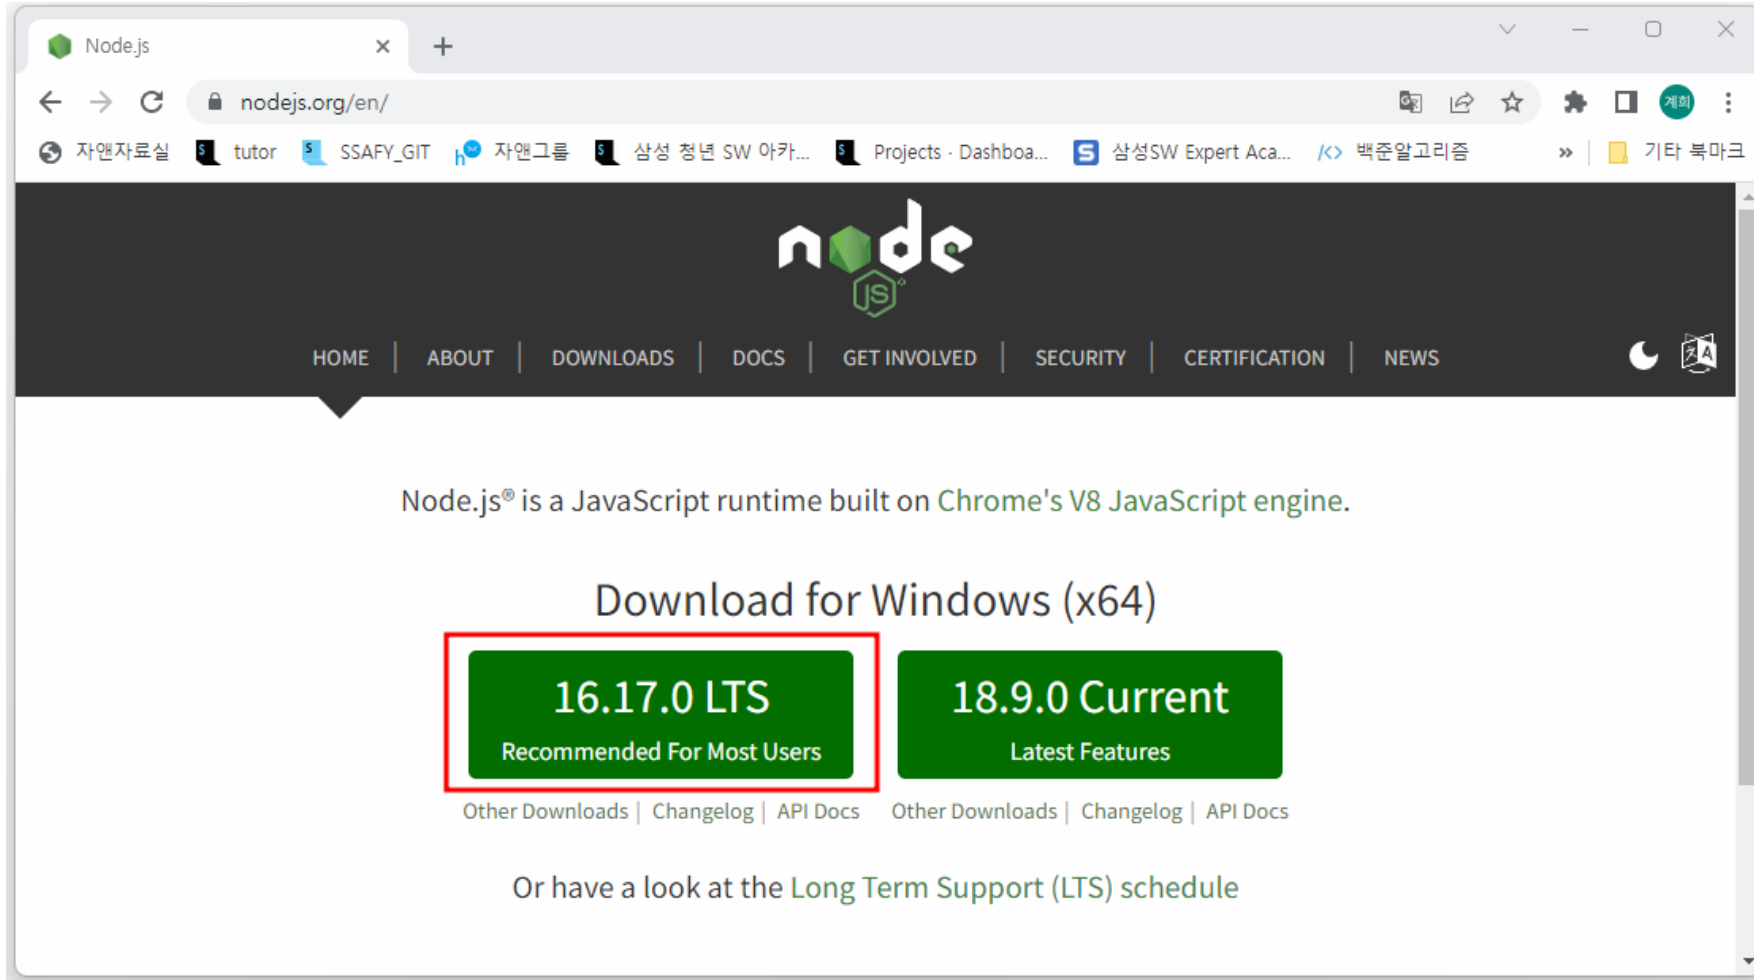 Node.js
nodejs.org/en/
계희
자앤자료실 tutor SSAFY_GIT 자앤그룹 삼성 청년 SW 아카... Projects · Dashboa... 삼성SW Expert Aca... 백준알고리즘 » 기타 북마크
node
JS
HOME | ABOUT | DOWNLOADS | DOCS | GET INVOLVED | SECURITY | CERTIFICATION | NEWS
Node.js® is a JavaScript runtime built on Chrome's V8 JavaScript engine.
Download for Windows (x64)
16.17.0 LTS 18.9.0 Current
Recommended For Most Users Latest Features
Other Downloads | Changelog | API Docs Other Downloads | Changelog | API Docs
Or have a look at the Long Term Support (LTS) schedule